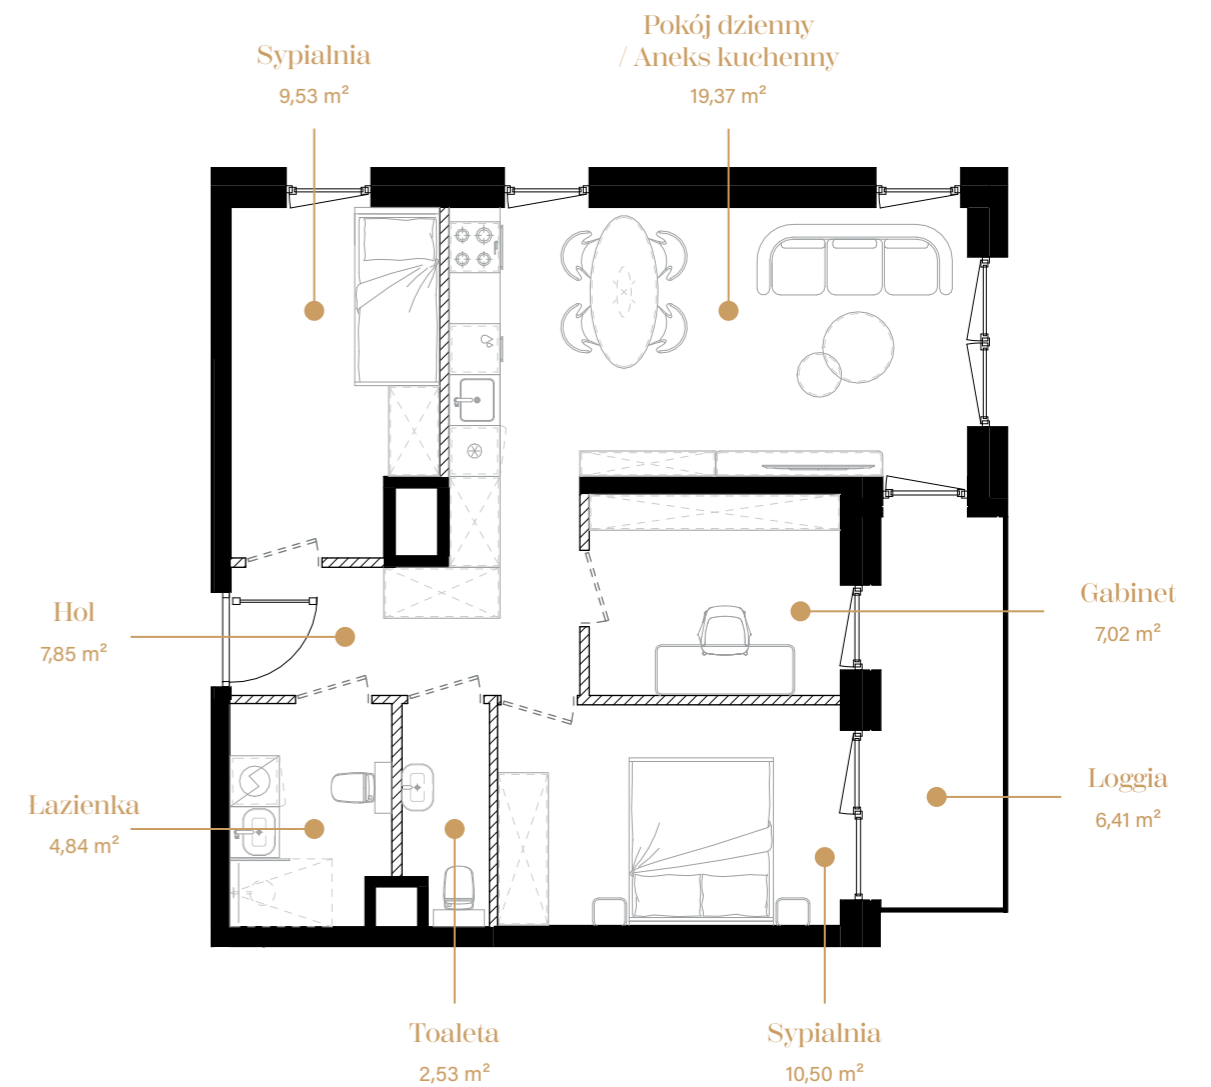 Pokój dzienny
/ Aneks kuchenny
19,37 m²
Sypialnia
9,53 m²
Hol
7,85 m²
Gabinet
7,02 m²
Loggia
6,41 m²
Łazienka
4,84 m²
Toaleta
2,53 m²
Sypialnia
10,50 m²